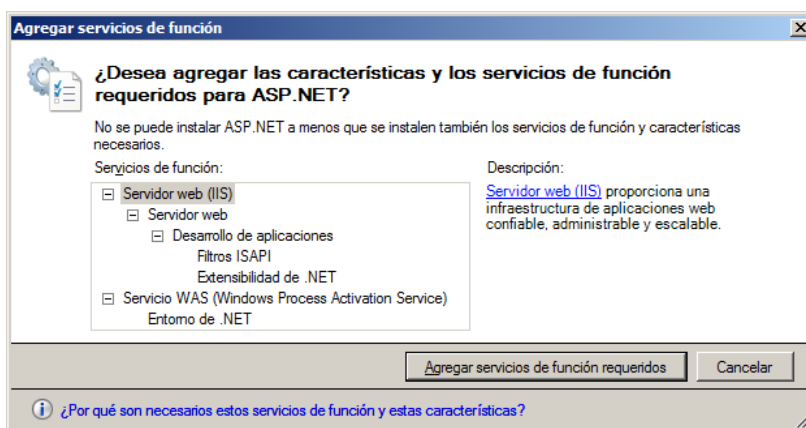 Agregar servicios de función
¿Desea agregar las características y los servicios de función
requeridos para ASP.NET?
No se puede instalar ASP.NET a menos que se instalen también los servicios de función y características
necesarios.
Servicios de función:
Servidor web (IIS)
Servidor web
Desarrollo de aplicaciones
Filtros ISAPI
Extensibilidad de .NET
Servicio WAS (Windows Process Activation Service)
Entorno de .NET
Descripción:
Servidor web (IIS) proporciona una
infraestructura de aplicaciones web
confiable, administrable y escalable.
Agregar servicios de función requeridos
Cancelar
¿Por qué son necesarios estos servicios de función y estas características?